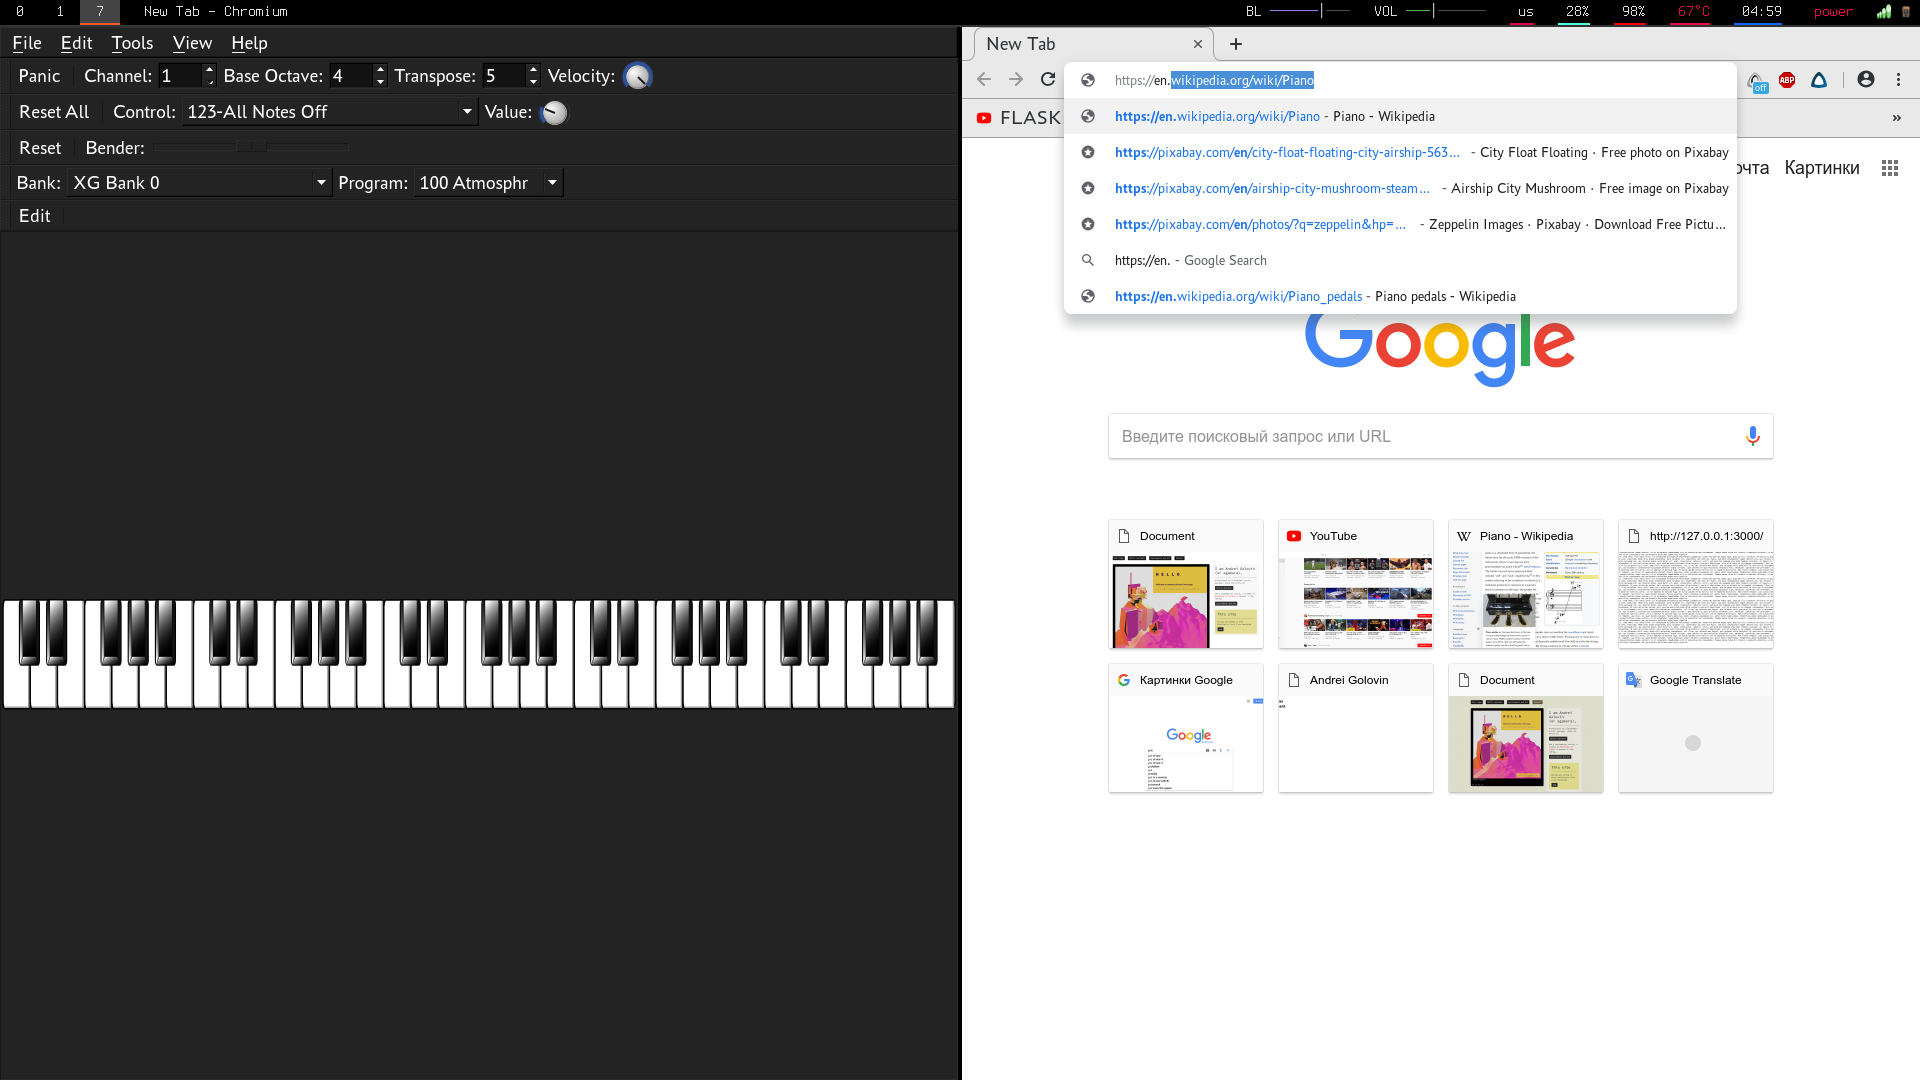 0 1 7 New Tab - Chromium BL VOL us 28% 98% 67°C 04:59 power
File Edit Tools View Help
Panic Channel: 1 Base Octave: 4 Transpose: 5 Velocity:
Reset All Control: 123-All Notes Off Value:
Reset Bender:
Bank: XG Bank 0 Program: 100 Atmosphr
Edit
New Tab
https://en.wikipedia.org/wiki/Piano
off
ABP
FLASK
»
https://en.wikipedia.org/wiki/Piano - Piano - Wikipedia
https://pixabay.com/en/city-float-floating-city-airship-563... - City Float Floating · Free photo on Pixabay
https://pixabay.com/en/airship-city-mushroom-steam... - Airship City Mushroom · Free image on Pixabay
https://pixabay.com/en/photos/?q=zeppelin&hp=... - Zeppelin Images · Pixabay · Download Free Pictu...
https://en. - Google Search
https://en.wikipedia.org/wiki/Piano_pedals - Piano pedals - Wikipedia
очта Картинки
Google
Введите поисковый запрос или URL
Document
HELLO
YouTube
Piano - Wikipedia
http://127.0.0.1:3000/
Картинки Google
Google
Andrei Golovin
Document
HELLO
Google Translate